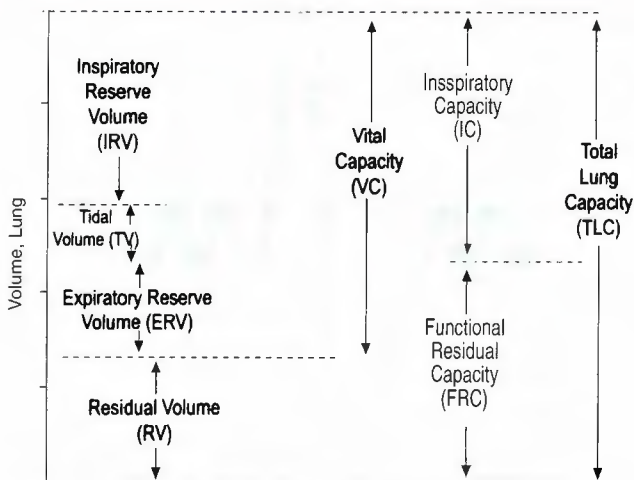 Inspiratory
Reserve
Volume
(IRV)
Tidal
Volume (TV)
Expiratory Reserve
Volume (ERV)
Residual Volume
(RV)
Vital
Capacity
(VC)
Insspiratory
Capacity
(IC)
Functional
Residual
Capacity
(FRC)
Total
Lung
Capacity
(TLC)
Volume, Lung